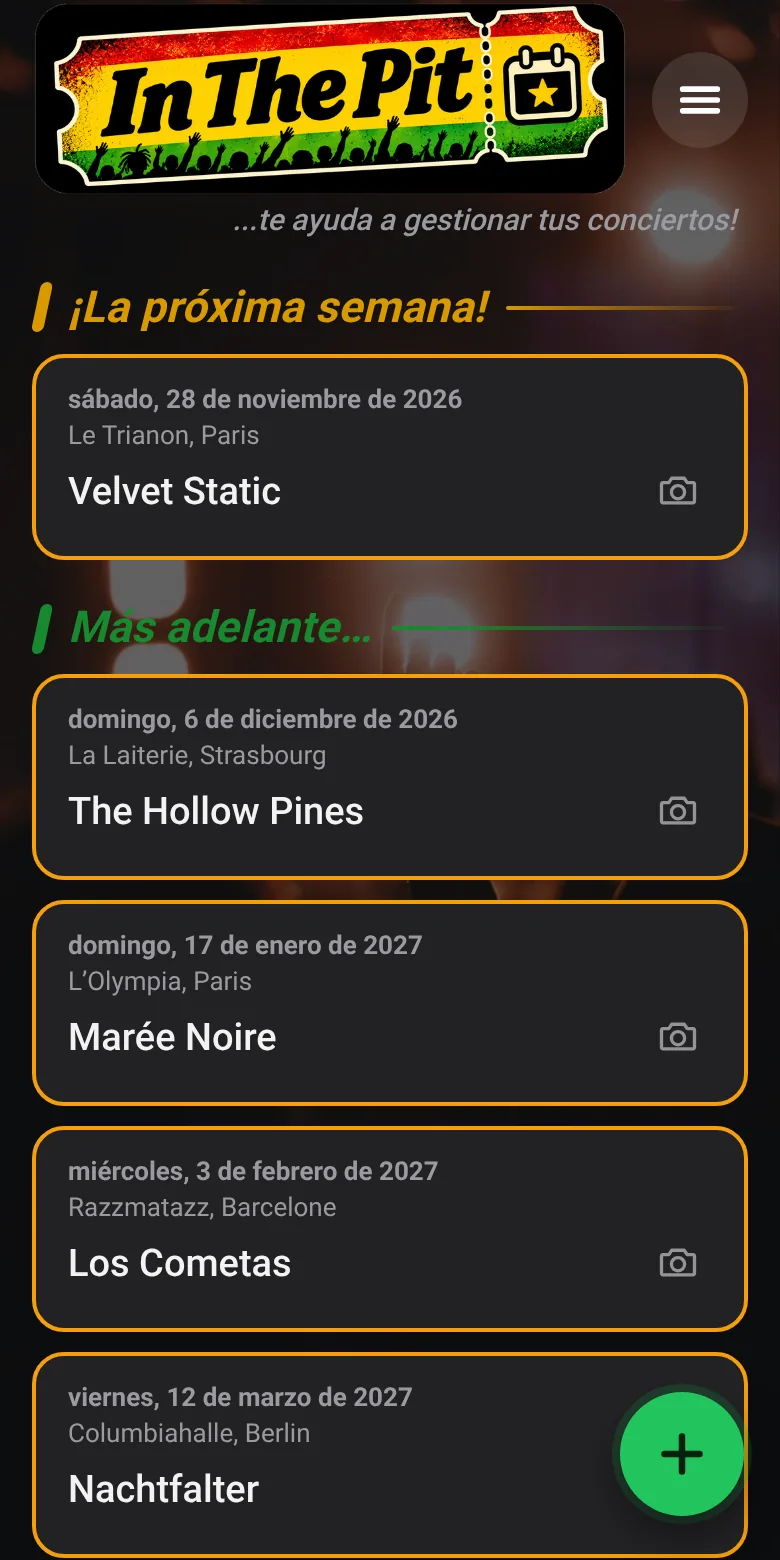 In The Pit
...te ayuda a gestionar tus conciertos!
¡La próxima semana!
sábado, 28 de noviembre de 2026
Le Trianon, Paris
Velvet Static
Más adelante...
domingo, 6 de diciembre de 2026
La Laiterie, Strasbourg
The Hollow Pines
domingo, 17 de enero de 2027
L’Olympia, Paris
Marée Noire
miércoles, 3 de febrero de 2027
Razzmatazz, Barcelone
Los Cometas
viernes, 12 de marzo de 2027
Columbiahalle, Berlin
Nachtfalter